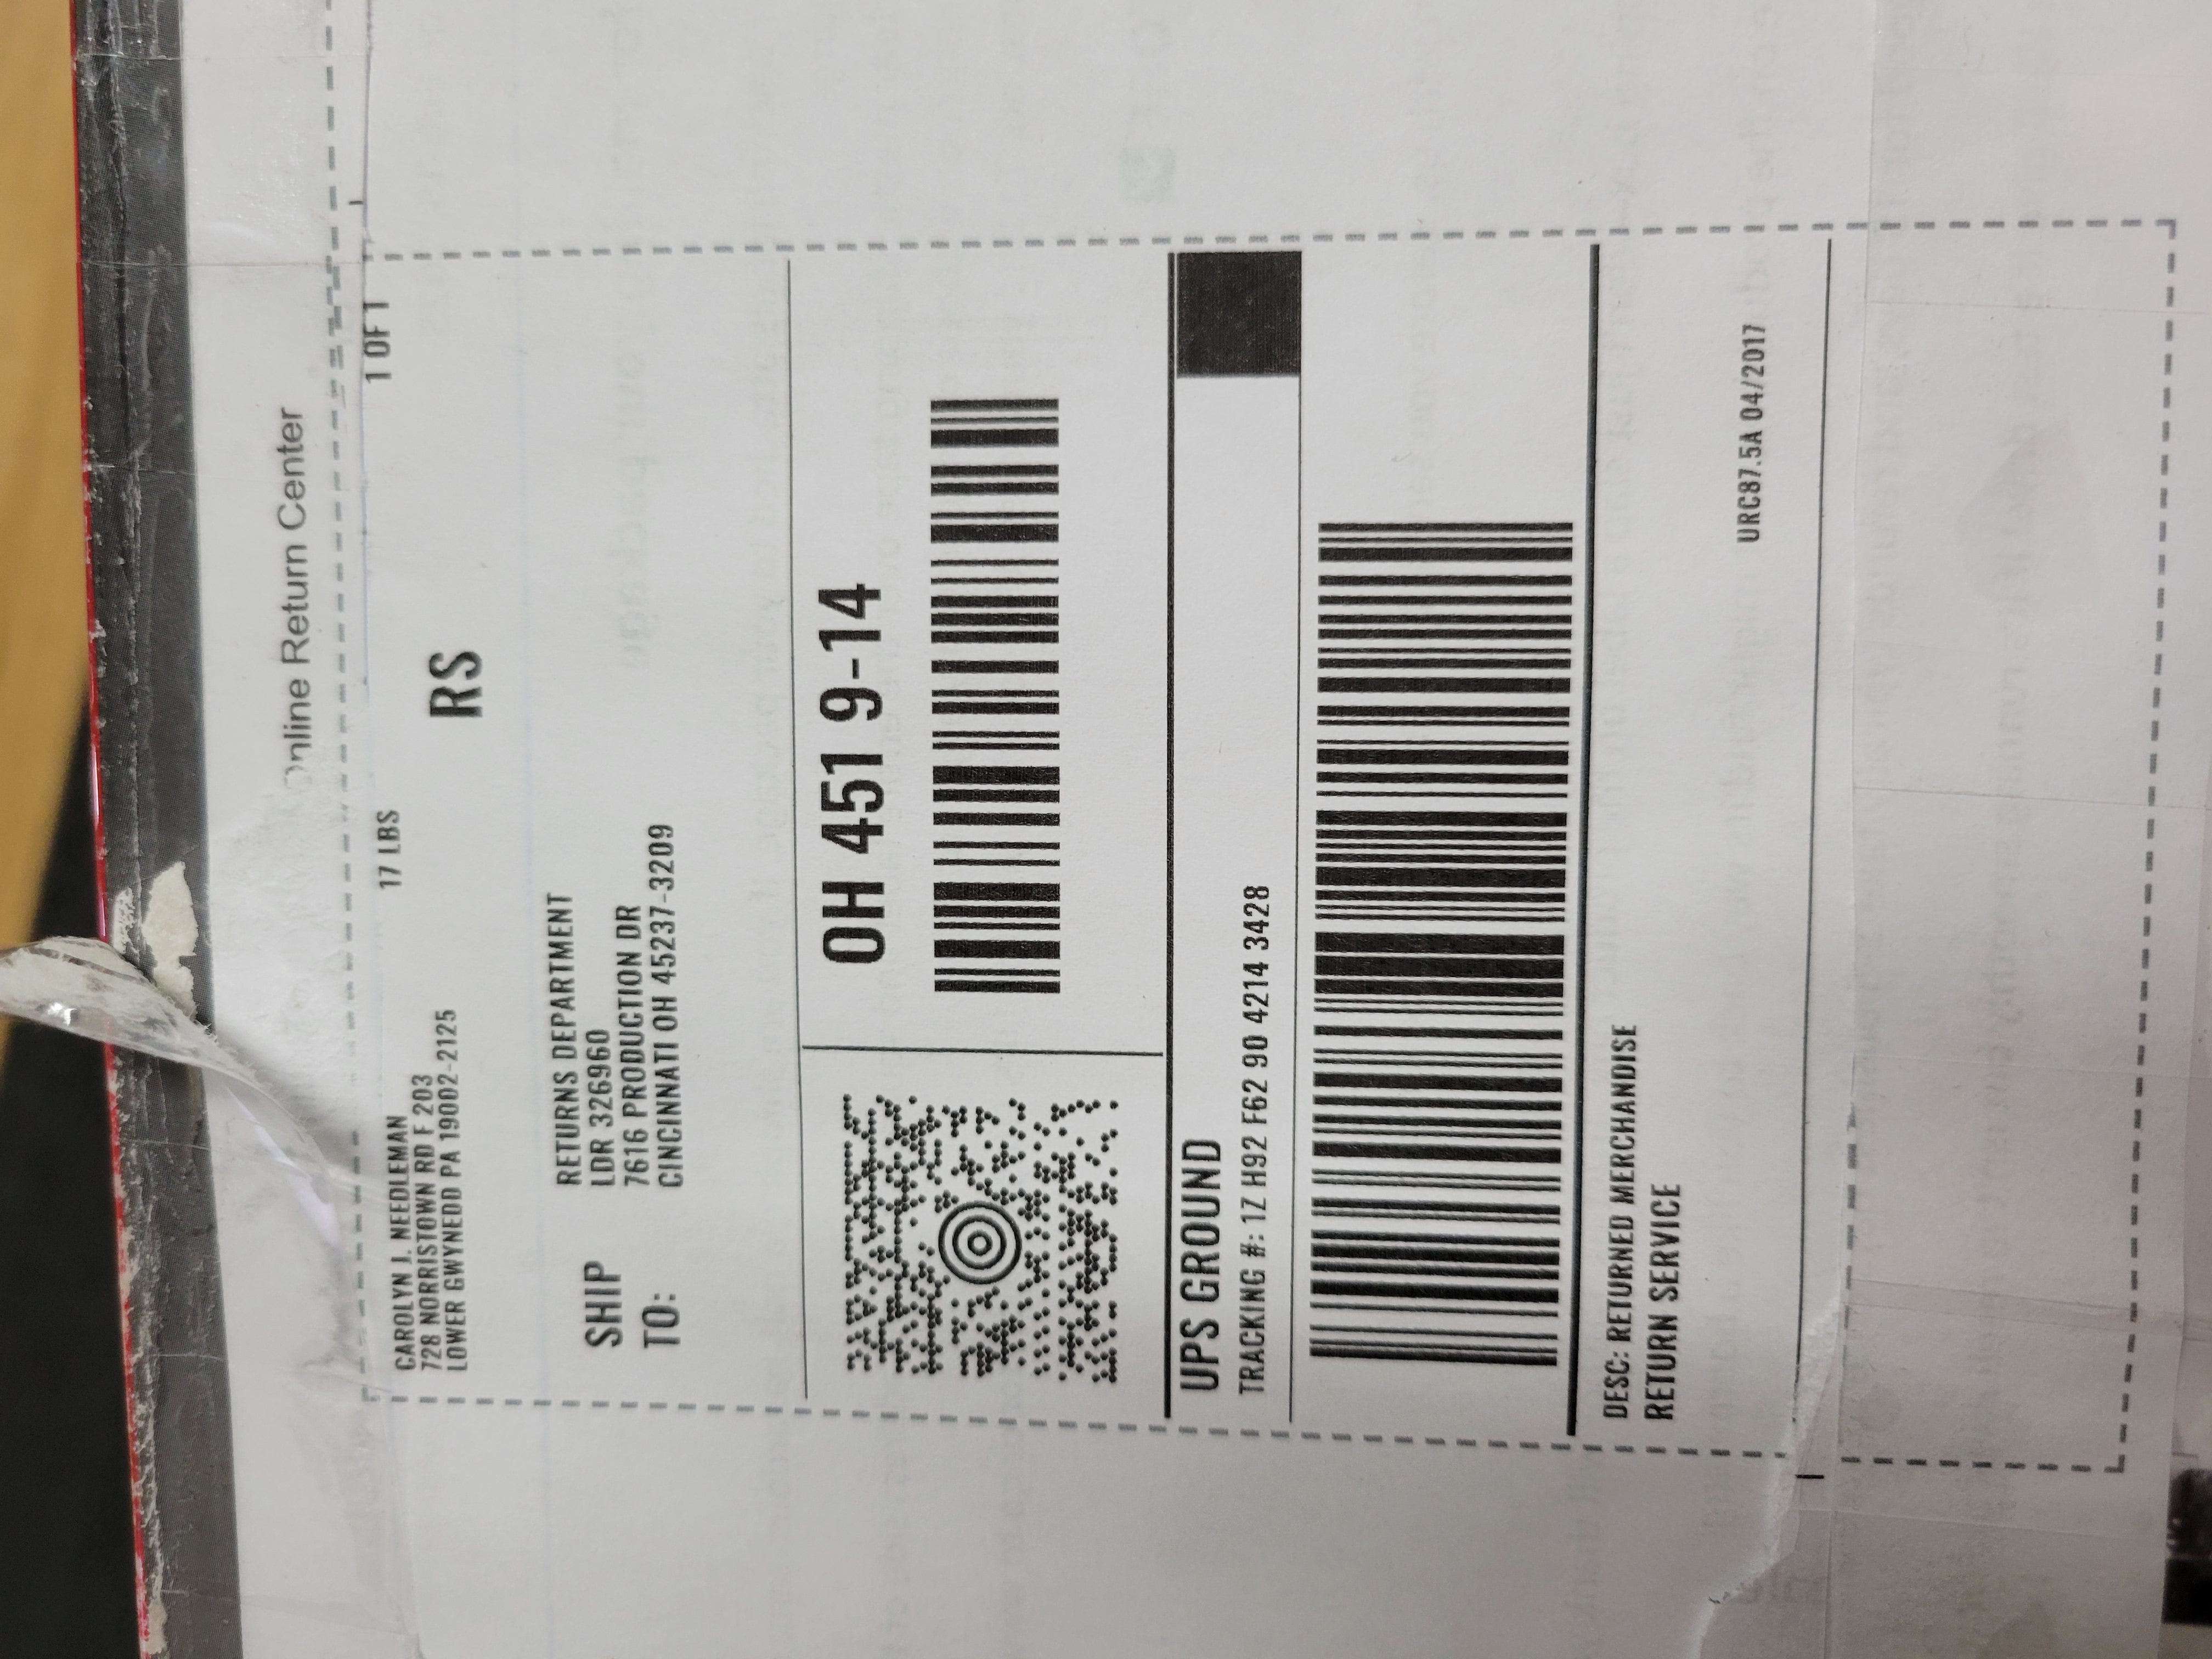 Online Return Center
1 OF 1
17 LBS
RS
CAROLYN J. NEEDLEMAN
728 NORRISTOWN RD F 203
LOWER GWYNEDD PA 19002-2125
SHIP
TO:
RETURNS DEPARTMENT
LDR 326960
7616 PRODUCTION DR
CINCINNATI OH 45237-3209
OH 451 9-14
UPS GROUND
TRACKING #: 1Z H92 F62 90 4214 3428
DESC: RETURNED MERCHANDISE
RETURN SERVICE
URC87.5A 04/2017